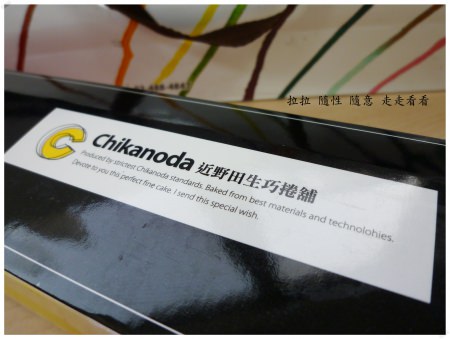 拉拉 隨性 隨意 走走看看
Chikanoda 近野田生巧捲舖
Produced by strictest Chikanoda standards. Baked from best materials and technolohies.
Devote to you this perfect fine cake. I send this special wish.